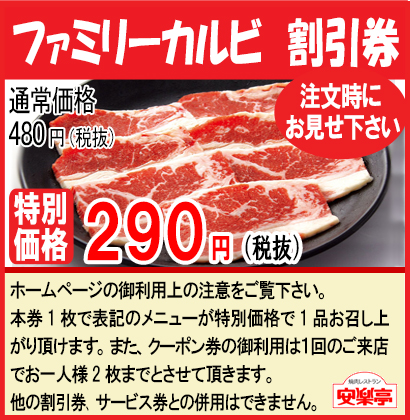 ファミリーカルビ 割引券
注文時に
お見せ下さい
通常価格
480円(税抜)
特別
価格
290円(税抜)
ホームページの御利用上の注意をご覧下さい。
本券1枚で表記のメニューが特別価格で1品お召し上
がり頂けます。また、クーポン券の御利用は1回のご来店
でお一人様2枚までとさせて頂きます。
他の割引券、サービス券との併用はできません。
焼肉レストラン
安楽亭